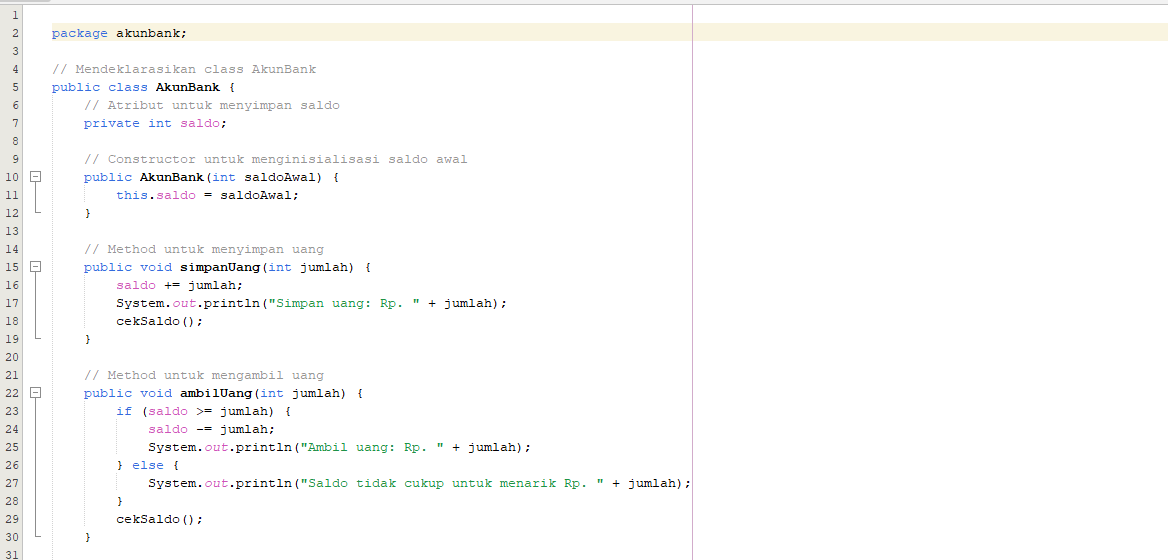 1
2 package akunbank;
3
4 // Mendeklarasikan class AkunBank
5 public class AkunBank {
6     // Atribut untuk menyimpan saldo
7     private int saldo;
8
9     // Constructor untuk menginisialisasi saldo awal
10     public AkunBank(int saldoAwal) {
11         this.saldo = saldoAwal;
12     }
13
14     // Method untuk menyimpan uang
15     public void simpanUang(int jumlah) {
16         saldo += jumlah;
17         System.out.println("Simpan uang: Rp. " + jumlah);
18         cekSaldo();
19     }
20
21     // Method untuk mengambil uang
22     public void ambilUang(int jumlah) {
23         if (saldo >= jumlah) {
24             saldo -= jumlah;
25             System.out.println("Ambil uang: Rp. " + jumlah);
26         } else {
27             System.out.println("Saldo tidak cukup untuk menarik Rp. " + jumlah);
28         }
29         cekSaldo();
30     }
31